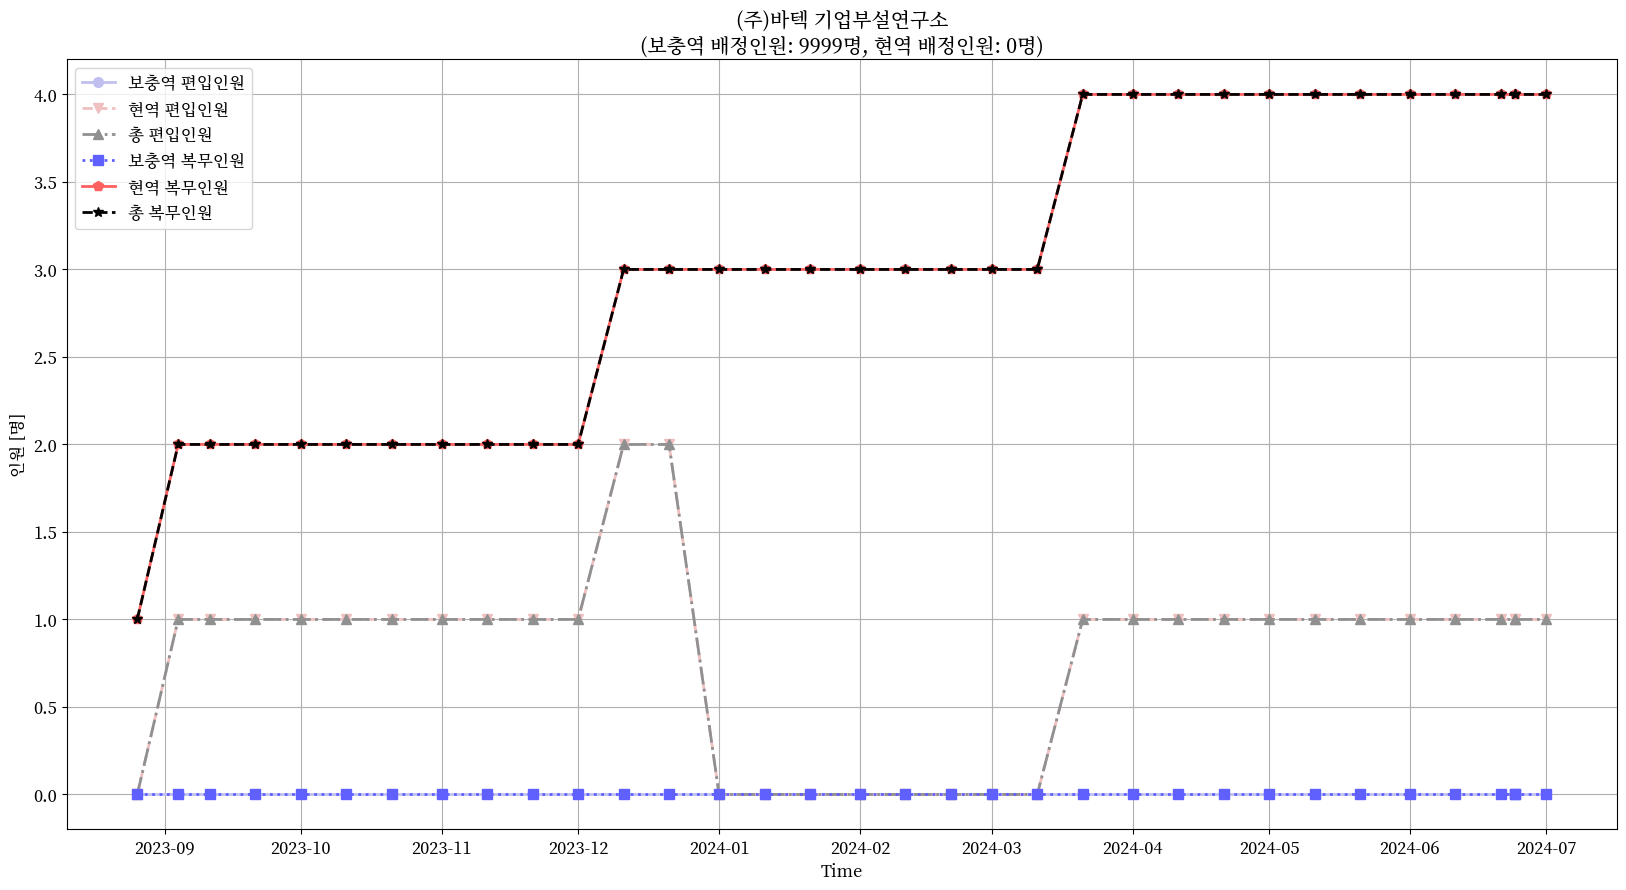 (주)바텍 기업부설연구소
(보충역 배정인원: 9999명, 현역 배정인원: 0명)
보충역 편입인원
현역 편입인원
총 편입인원
보충역 복무인원
현역 복무인원
총 복무인원
4.0
3.5
3.0
2.5
2.0
1.5
1.0
0.5
0.0
인원 [명]
2023-09 2023-10 2023-11 2023-12 2024-01 2024-02 2024-03 2024-04 2024-05 2024-06 2024-07
Time